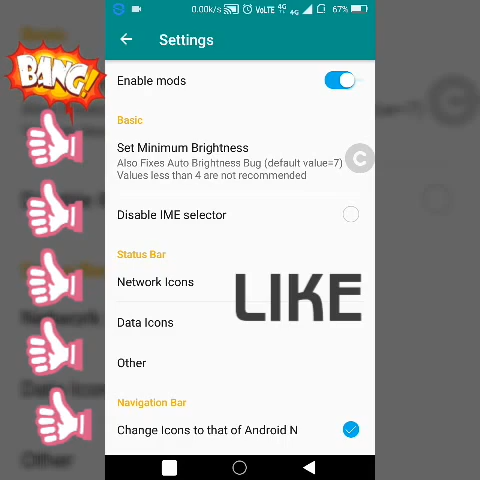 0.00k/s VoLTE 4G 4G 67%
BANG!
Settings
Enable mods
Basic
Set Minimum Brightness
Also Fixes Auto Brightness Bug (default value=7)
Values less than 4 are not recommended
Disable IME selector
Status Bar
Network Icons
LIKE
Data Icons
Other
Navigation Bar
Change Icons to that of Android N